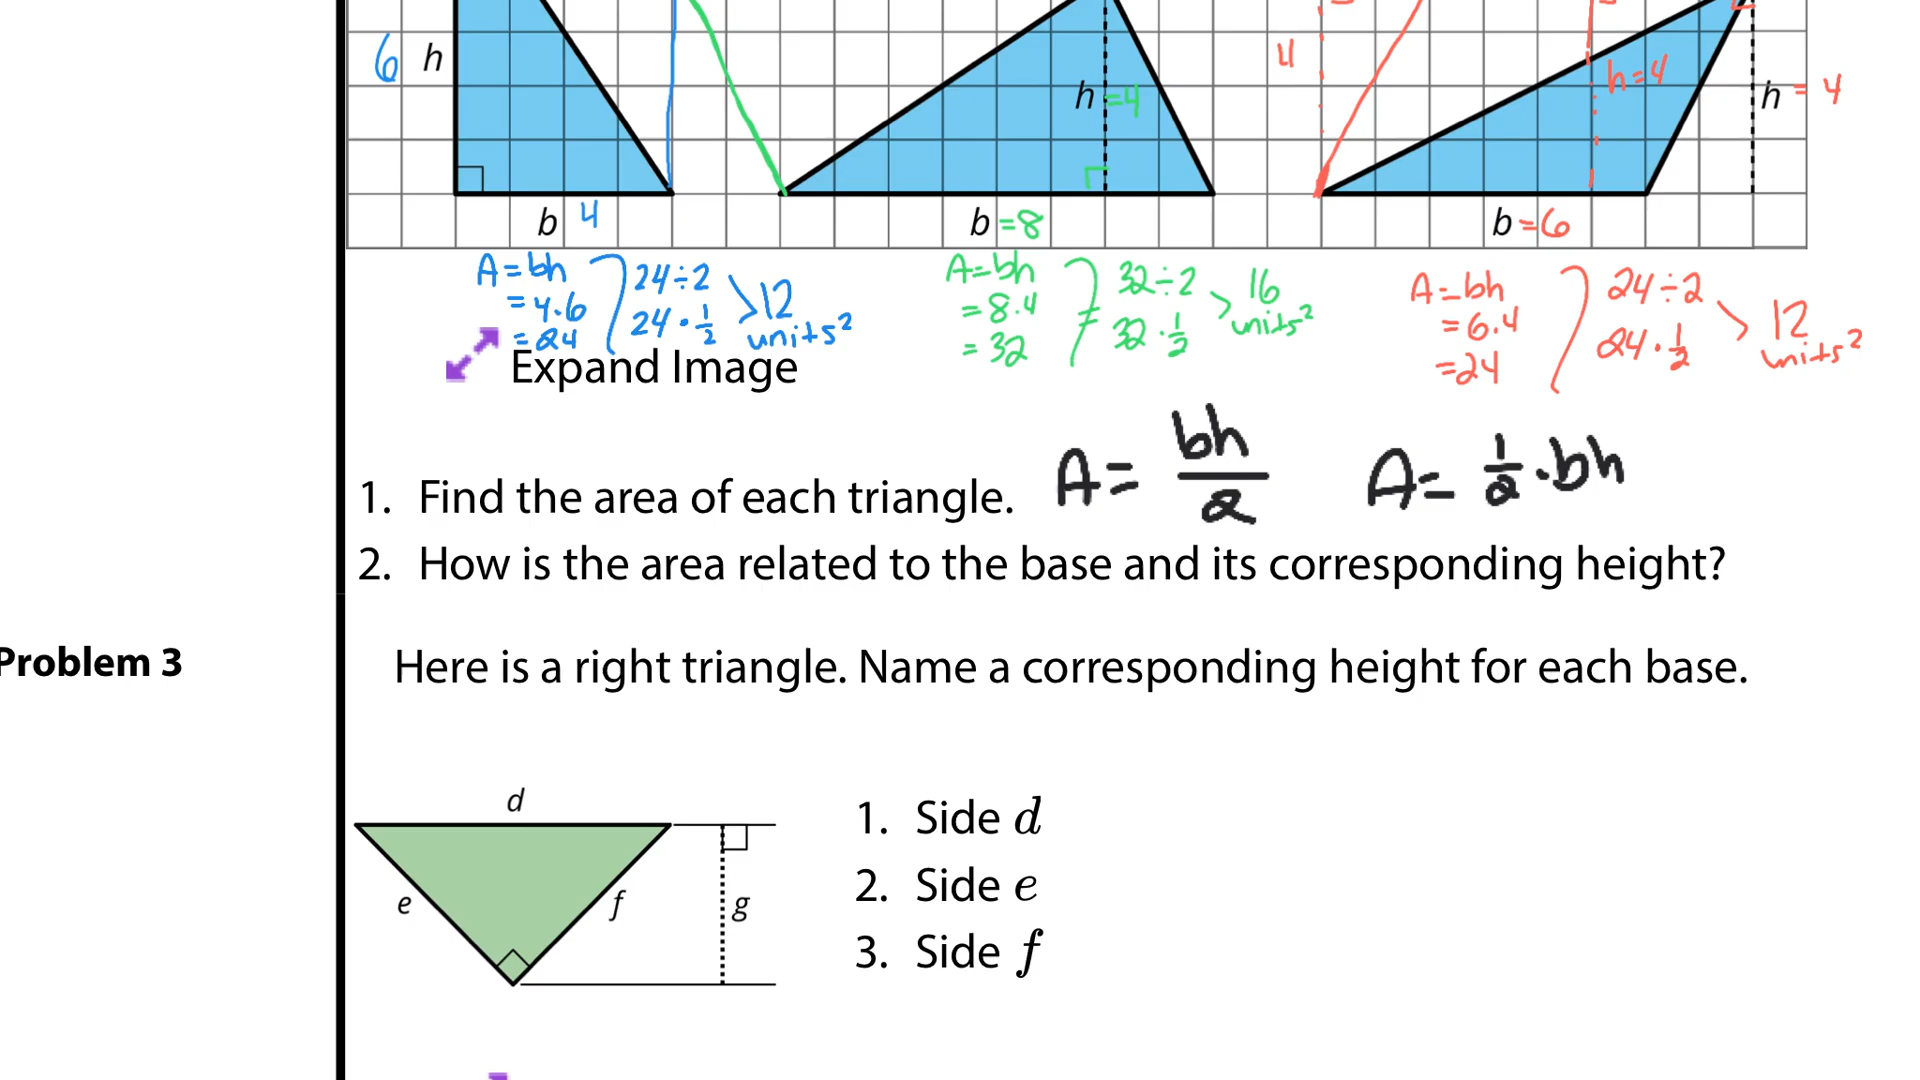 6 h
h =4
4
h=4
h = 4
b 4
b =8
b =6
A = bh
= 4.6
= 24
24÷2
24 · 1/2
12
units²
A=bh
= 8.4
= 32
32÷2
32 · 1/2
16
units²
A=bh
= 6.4
=24
24÷2
24 · 1/2
12
units²
Expand Image
1. Find the area of each triangle. A = bh/2 A= 1/2 · bh
2. How is the area related to the base and its corresponding height?
Problem 3
Here is a right triangle. Name a corresponding height for each base.
d
e
f
g
1. Side d
2. Side e
3. Side f